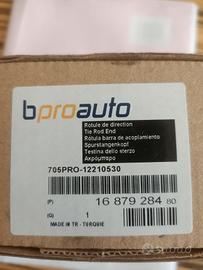 bproauto
Rotule de direction
Tie Rod End
Rótula barra de acoplamiento
Spurstangenkopf
Testina dello sterzo
Ακρόμπαρο
705PRO-12210530
(P) 16 879 284 80
(Q) 1
MADE IN TR - TURQUIE
subito